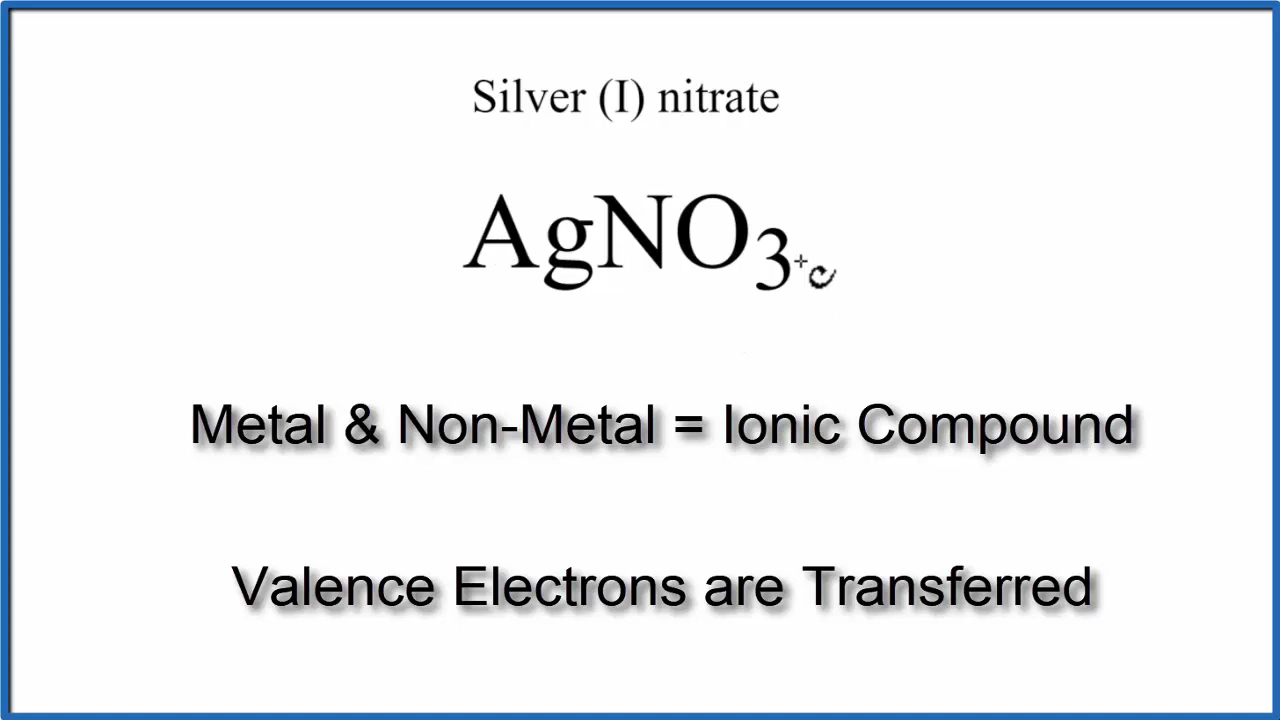 Silver (I) nitrate
AgNO₃
Metal & Non-Metal = Ionic Compound
Valence Electrons are Transferred